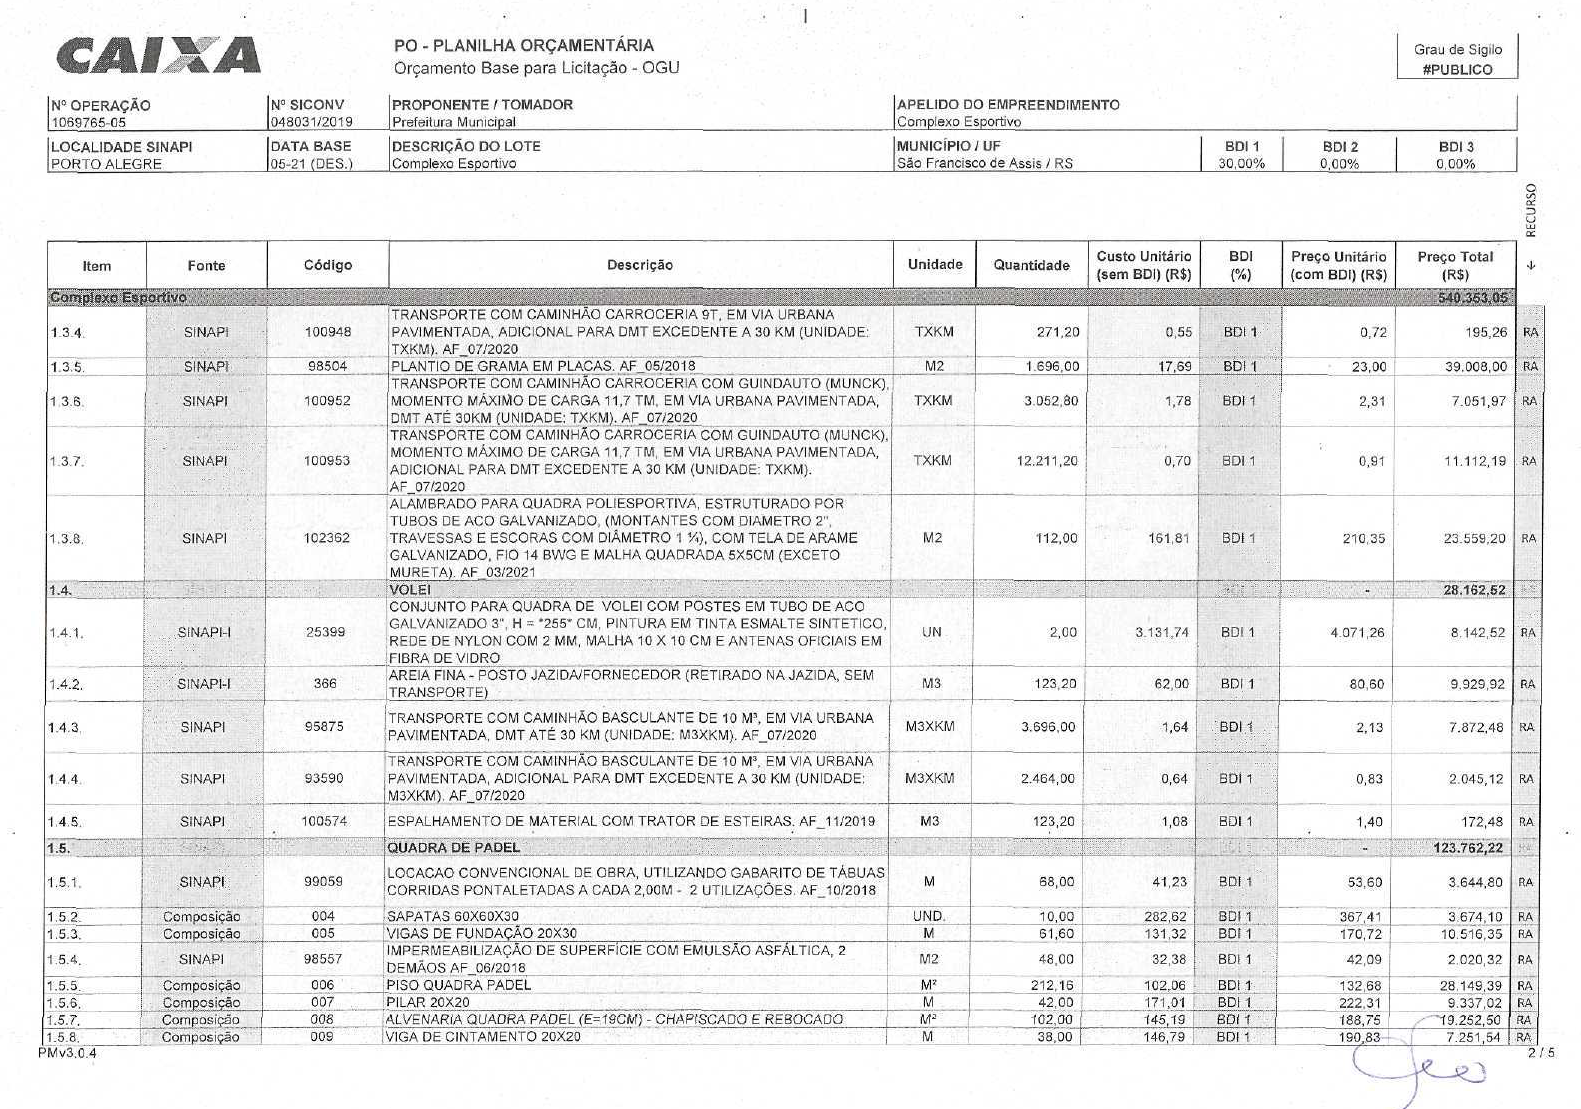 CAIXA
PO - PLANILHA ORÇAMENTÁRIA
Orçamento Base para Licitação - OGU
Grau de Sigilo
#PUBLICO
Nº OPERAÇÃO
1069765-05
Nº SICONV
048031/2019
PROPONENTE / TOMADOR
Prefeitura Municipal
APELIDO DO EMPREENDIMENTO
Complexo Esportivo
LOCALIDADE SINAPI
PORTO ALEGRE
DATA BASE
05-21 (DES.)
DESCRIÇÃO DO LOTE
Complexo Esportivo
MUNICÍPIO / UF
São Francisco de Assis / RS
BDI 1
30,00%
BDI 2
0,00%
BDI 3
0,00%
RECURSO
Item Fonte Código Descrição Unidade Quantidade Custo Unitário (sem BDI) (R$) BDI (%) Preço Unitário (com BDI) (R$) Preço Total (R$) ↓
Complexo Esportivo 540.353,05
1.3.4. SINAPI 100948 TRANSPORTE COM CAMINHÃO CARROCERIA 9T, EM VIA URBANA
PAVIMENTADA, ADICIONAL PARA DMT EXCEDENTE A 30 KM (UNIDADE:
TXKM). AF_07/2020 TXKM 271,20 0,55 BDI 1 0,72 195,26 RA
1.3.5. SINAPI 98504 PLANTIO DE GRAMA EM PLACAS. AF_05/2018 M2 1.696,00 17,69 BDI 1 23,00 39.008,00 RA
1.3.6. SINAPI 100952 TRANSPORTE COM CAMINHÃO CARROCERIA COM GUINDAUTO (MUNCK),
MOMENTO MÁXIMO DE CARGA 11,7 TM, EM VIA URBANA PAVIMENTADA,
DMT ATÉ 30KM (UNIDADE: TXKM). AF_07/2020 TXKM 3.052,80 1,78 BDI 1 2,31 7.051,97 RA
1.3.7. SINAPI 100953 TRANSPORTE COM CAMINHÃO CARROCERIA COM GUINDAUTO (MUNCK),
MOMENTO MÁXIMO DE CARGA 11,7 TM, EM VIA URBANA PAVIMENTADA,
ADICIONAL PARA DMT EXCEDENTE A 30 KM (UNIDADE: TXKM).
AF_07/2020 TXKM 12.211,20 0,70 BDI 1 0,91 11.112,19 RA
1.3.8. SINAPI 102362 ALAMBRADO PARA QUADRA POLIESPORTIVA, ESTRUTURADO POR
TUBOS DE ACO GALVANIZADO, (MONTANTES COM DIAMETRO 2",
TRAVESSAS E ESCORAS COM DIÂMETRO 1 ¼), COM TELA DE ARAME
GALVANIZADO, FIO 14 BWG E MALHA QUADRADA 5X5CM (EXCETO
MURETA). AF_03/2021 M2 112,00 161,81 BDI 1 210,35 23.559,20 RA
1.4. VOLEI - 28.162,52
1.4.1. SINAPI-I 25399 CONJUNTO PARA QUADRA DE VOLEI COM POSTES EM TUBO DE ACO
GALVANIZADO 3", H = *255* CM, PINTURA EM TINTA ESMALTE SINTETICO,
REDE DE NYLON COM 2 MM, MALHA 10 X 10 CM E ANTENAS OFICIAIS EM
FIBRA DE VIDRO UN 2,00 3.131,74 BDI 1 4.071,26 8.142,52 RA
1.4.2. SINAPI-I 366 AREIA FINA - POSTO JAZIDA/FORNECEDOR (RETIRADO NA JAZIDA, SEM
TRANSPORTE) M3 123,20 62,00 BDI 1 80,60 9.929,92 RA
1.4.3. SINAPI 95875 TRANSPORTE COM CAMINHÃO BASCULANTE DE 10 M³, EM VIA URBANA
PAVIMENTADA, DMT ATÉ 30 KM (UNIDADE: M3XKM). AF_07/2020 M3XKM 3.696,00 1,64 BDI 1 2,13 7.872,48 RA
1.4.4. SINAPI 93590 TRANSPORTE COM CAMINHÃO BASCULANTE DE 10 M³, EM VIA URBANA
PAVIMENTADA, ADICIONAL PARA DMT EXCEDENTE A 30 KM (UNIDADE:
M3XKM). AF_07/2020 M3XKM 2.464,00 0,64 BDI 1 0,83 2.045,12 RA
1.4.5. SINAPI 100574 ESPALHAMENTO DE MATERIAL COM TRATOR DE ESTEIRAS. AF_11/2019 M3 123,20 1,08 BDI 1 1,40 172,48 RA
1.5. QUADRA DE PADEL - 123.762,22
1.5.1. SINAPI 99059 LOCACAO CONVENCIONAL DE OBRA, UTILIZANDO GABARITO DE TÁBUAS
CORRIDAS PONTALETADAS A CADA 2,00M - 2 UTILIZAÇÕES. AF_10/2018 M 68,00 41,23 BDI 1 53,60 3.644,80 RA
1.5.2. Composição 004 SAPATAS 60X60X30 UND. 10,00 282,62 BDI 1 367,41 3.674,10 RA
1.5.3. Composição 005 VIGAS DE FUNDAÇÃO 20X30 M 61,60 131,32 BDI 1 170,72 10.516,35 RA
1.5.4. SINAPI 98557 IMPERMEABILIZAÇÃO DE SUPERFÍCIE COM EMULSÃO ASFÁLTICA, 2
DEMÃOS AF_06/2018 M2 48,00 32,38 BDI 1 42,09 2.020,32 RA
1.5.5. Composição 006 PISO QUADRA PADEL M² 212,16 102,06 BDI 1 132,68 28.149,39 RA
1.5.6. Composição 007 PILAR 20X20 M 42,00 171,01 BDI 1 222,31 9.337,02 RA
1.5.7. Composição 008 ALVENARIA QUADRA PADEL (E=19CM) - CHAPISCADO E REBOCADO M² 102,00 145,19 BDI 1 188,75 19.252,50 RA
1.5.8. Composição 009 VIGA DE CINTAMENTO 20X20 M 38,00 146,79 BDI 1 190,83 7.251,54 RA
PMv3.0.4
2 / 5